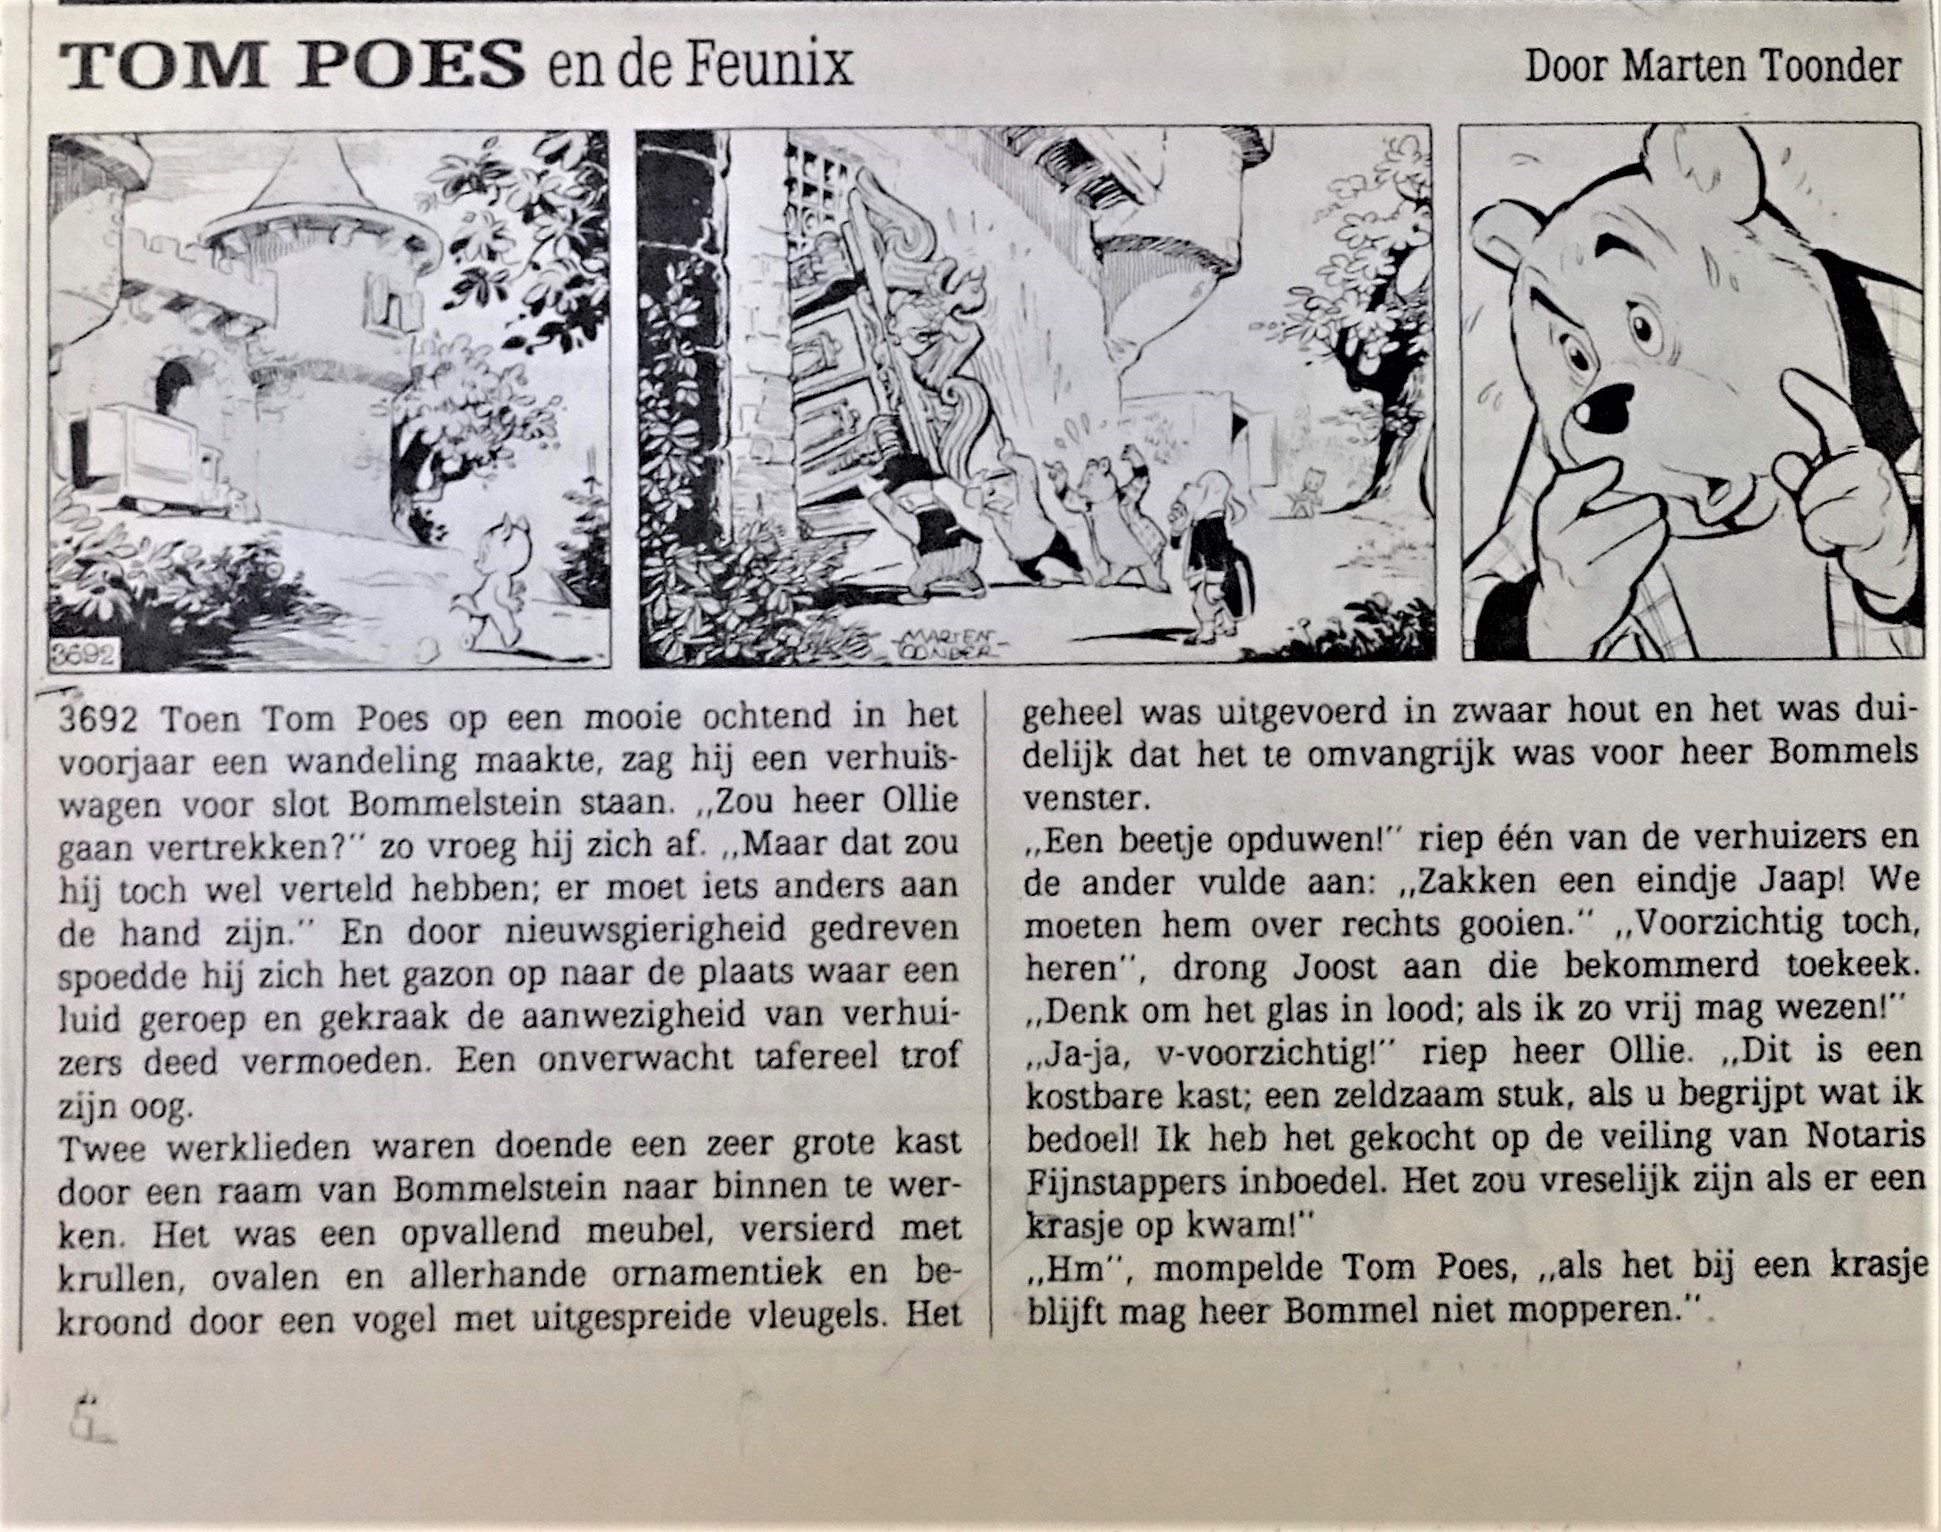 TOM POES en de Feunix
Door Marten Toonder
3692
MARTEN
TOONDER
3692 Toen Tom Poes op een mooie ochtend in het
voorjaar een wandeling maakte, zag hij een verhuis-
wagen voor slot Bommelstein staan. „Zou heer Ollie
gaan vertrekken?” zo vroeg hij zich af. „Maar dat zou
hij toch wel verteld hebben; er moet iets anders aan
de hand zijn.” En door nieuwsgierigheid gedreven
spoedde hij zich het gazon op naar de plaats waar een
luid geroep en gekraak de aanwezigheid van verhui-
zers deed vermoeden. Een onverwacht tafereel trof
zijn oog.
Twee werklieden waren doende een zeer grote kast
door een raam van Bommelstein naar binnen te wer-
ken. Het was een opvallend meubel, versierd met
krullen, ovalen en allerhande ornamentiek en be-
kroond door een vogel met uitgespreide vleugels. Het
geheel was uitgevoerd in zwaar hout en het was dui-
delijk dat het te omvangrijk was voor heer Bommels
venster.
„Een beetje opduwen!” riep één van de verhuizers en
de ander vulde aan: „Zakken een eindje Jaap! We
moeten hem over rechts gooien.” „Voorzichtig toch,
heren”, drong Joost aan die bekommerd toekeek.
„Denk om het glas in lood; als ik zo vrij mag wezen!”
„Ja-ja, v-voorzichtig!” riep heer Ollie. „Dit is een
kostbare kast; een zeldzaam stuk, als u begrijpt wat ik
bedoel! Ik heb het gekocht op de veiling van Notaris
Fijnstappers inboedel. Het zou vreselijk zijn als er een
krasje op kwam!”
„Hm”, mompelde Tom Poes, „als het bij een krasje
blijft mag heer Bommel niet mopperen.”